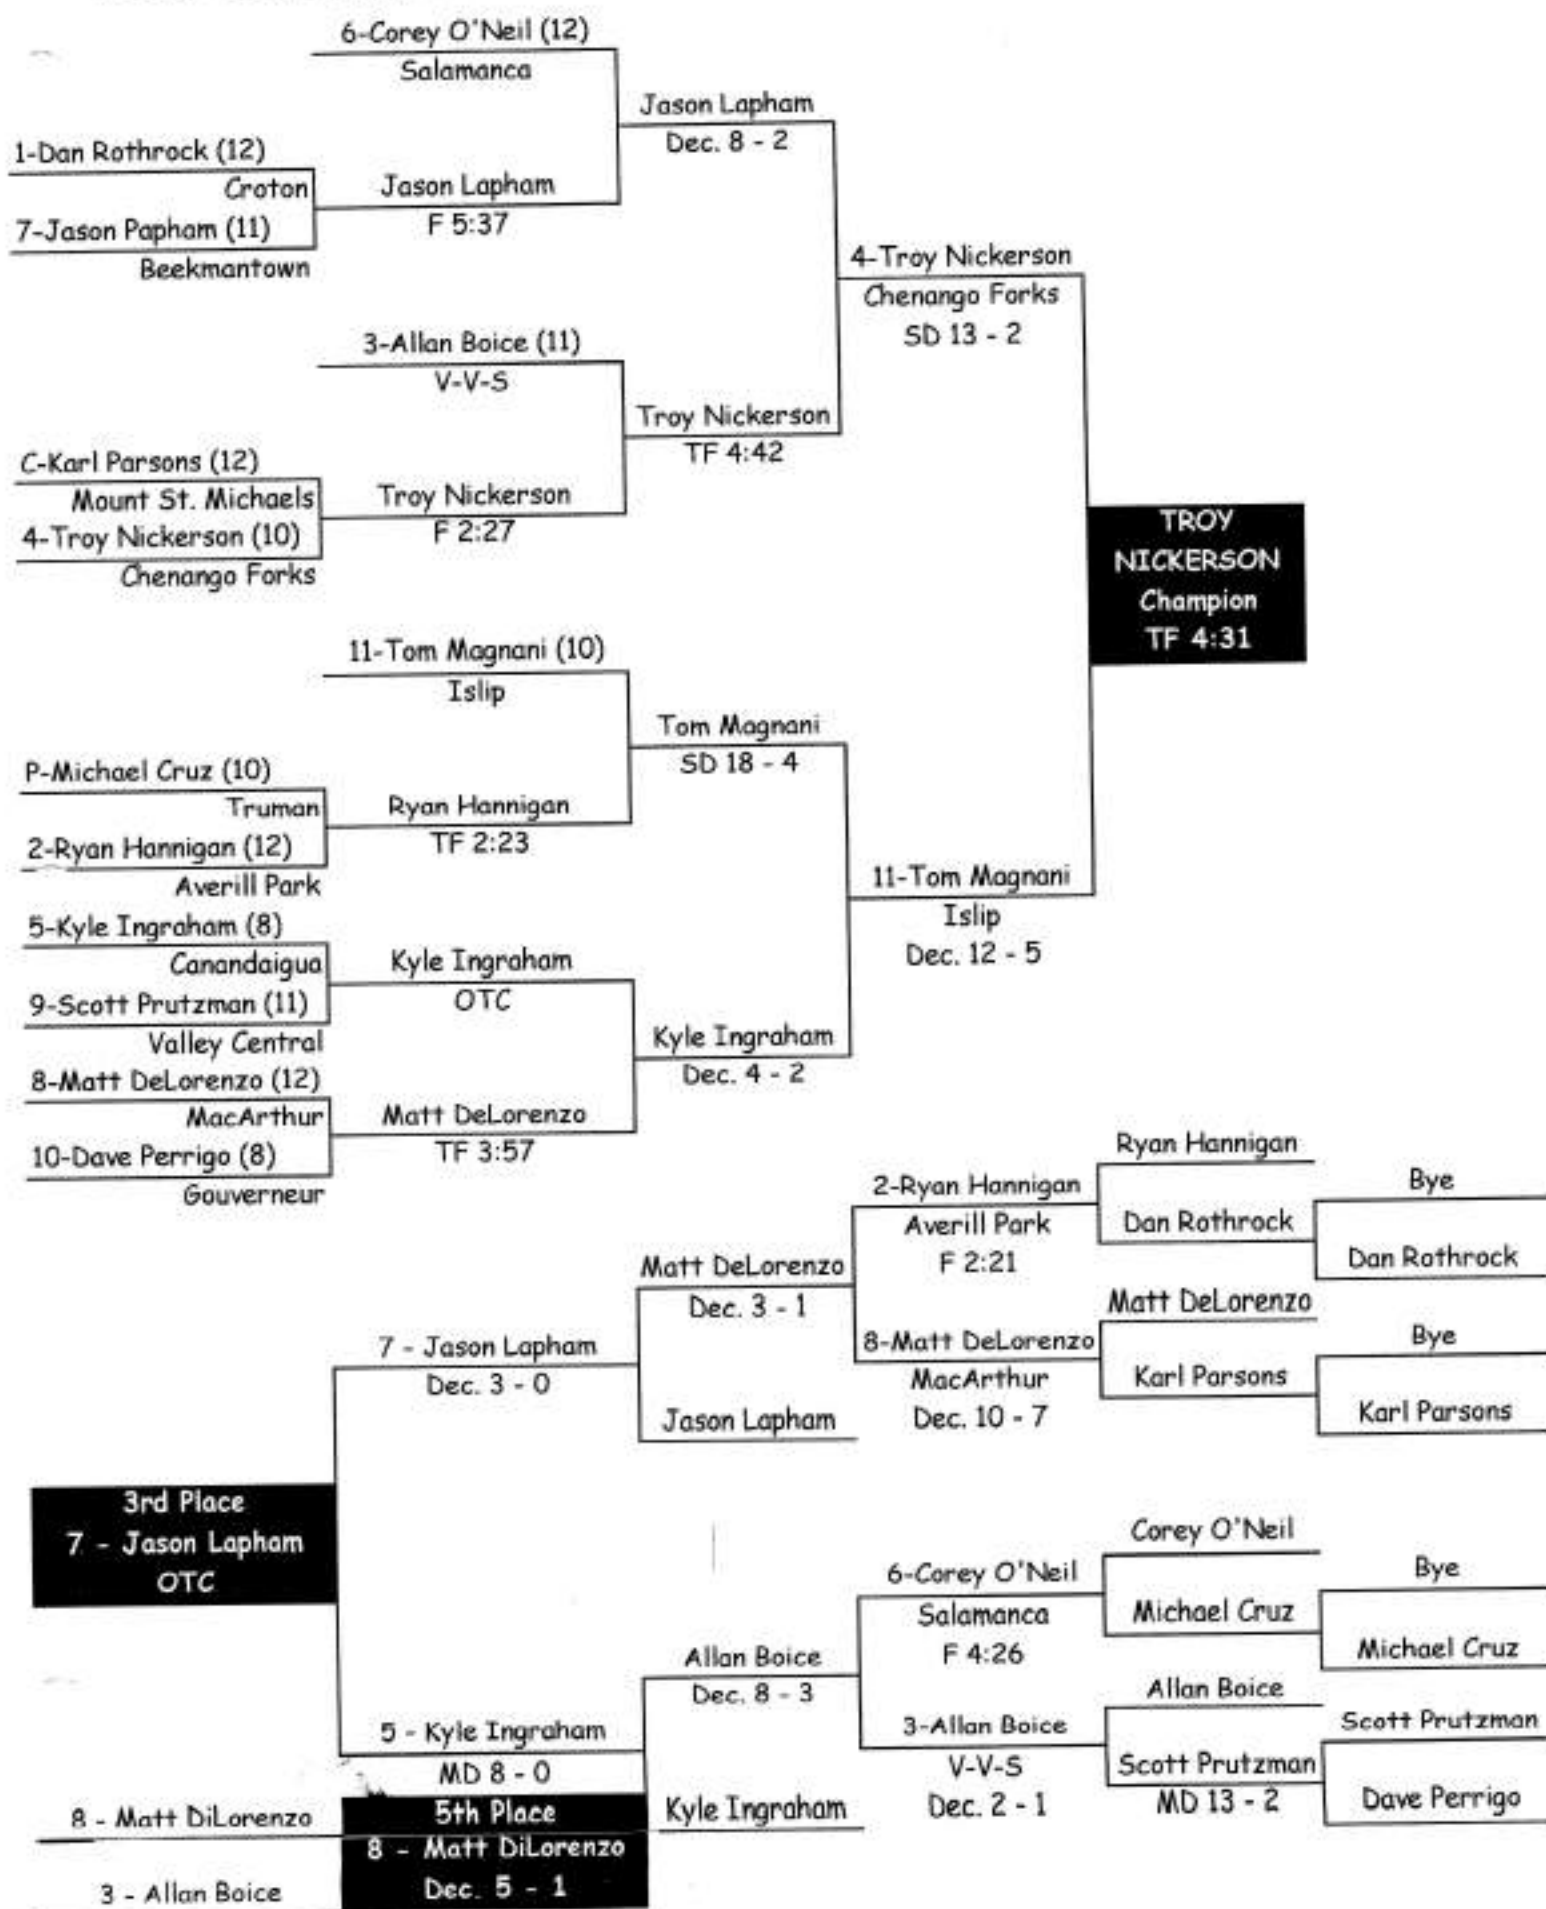 6-Corey O'Neil (12)
Salamanca
Jason Lapham
Dec. 8 - 2
1-Dan Rothrock (12)
Croton
Jason Lapham
F 5:37
7-Jason Papham (11)
Beekmantown
4-Troy Nickerson
Chenango Forks
SD 13 - 2
3-Allan Boice (11)
V-V-S
Troy Nickerson
TF 4:42
C-Karl Parsons (12)
Mount St. Michaels
Troy Nickerson
F 2:27
4-Troy Nickerson (10)
Chenango Forks
TROY
NICKERSON
Champion
TF 4:31
11-Tom Magnani (10)
Islip
Tom Magnani
SD 18 - 4
P-Michael Cruz (10)
Truman
Ryan Hannigan
TF 2:23
2-Ryan Hannigan (12)
Averill Park
11-Tom Magnani
Islip
Dec. 12 - 5
5-Kyle Ingraham (8)
Canandaigua
Kyle Ingraham
OTC
9-Scott Prutzman (11)
Valley Central
Kyle Ingraham
Dec. 4 - 2
8-Matt DeLorenzo (12)
MacArthur
Matt DeLorenzo
TF 3:57
10-Dave Perrigo (8)
Gouverneur
Ryan Hannigan
2-Ryan Hannigan
Averill Park
F 2:21
Bye
Dan Rothrock
Dan Rothrock
Matt DeLorenzo
Dec. 3 - 1
Matt DeLorenzo
7 - Jason Lapham
Dec. 3 - 0
8-Matt DeLorenzo
MacArthur
Dec. 10 - 7
Bye
Karl Parsons
Karl Parsons
Jason Lapham
3rd Place
7 - Jason Lapham
OTC
Corey O'Neil
6-Corey O'Neil
Salamanca
F 4:26
Bye
Michael Cruz
Michael Cruz
Allan Boice
Dec. 8 - 3
Allan Boice
5 - Kyle Ingraham
MD 8 - 0
3-Allan Boice
V-V-S
Dec. 2 - 1
Scott Prutzman
Scott Prutzman
MD 13 - 2
Dave Perrigo
Kyle Ingraham
8 - Matt DiLorenzo
5th Place
8 - Matt DiLorenzo
Dec. 5 - 1
3 - Allan Boice